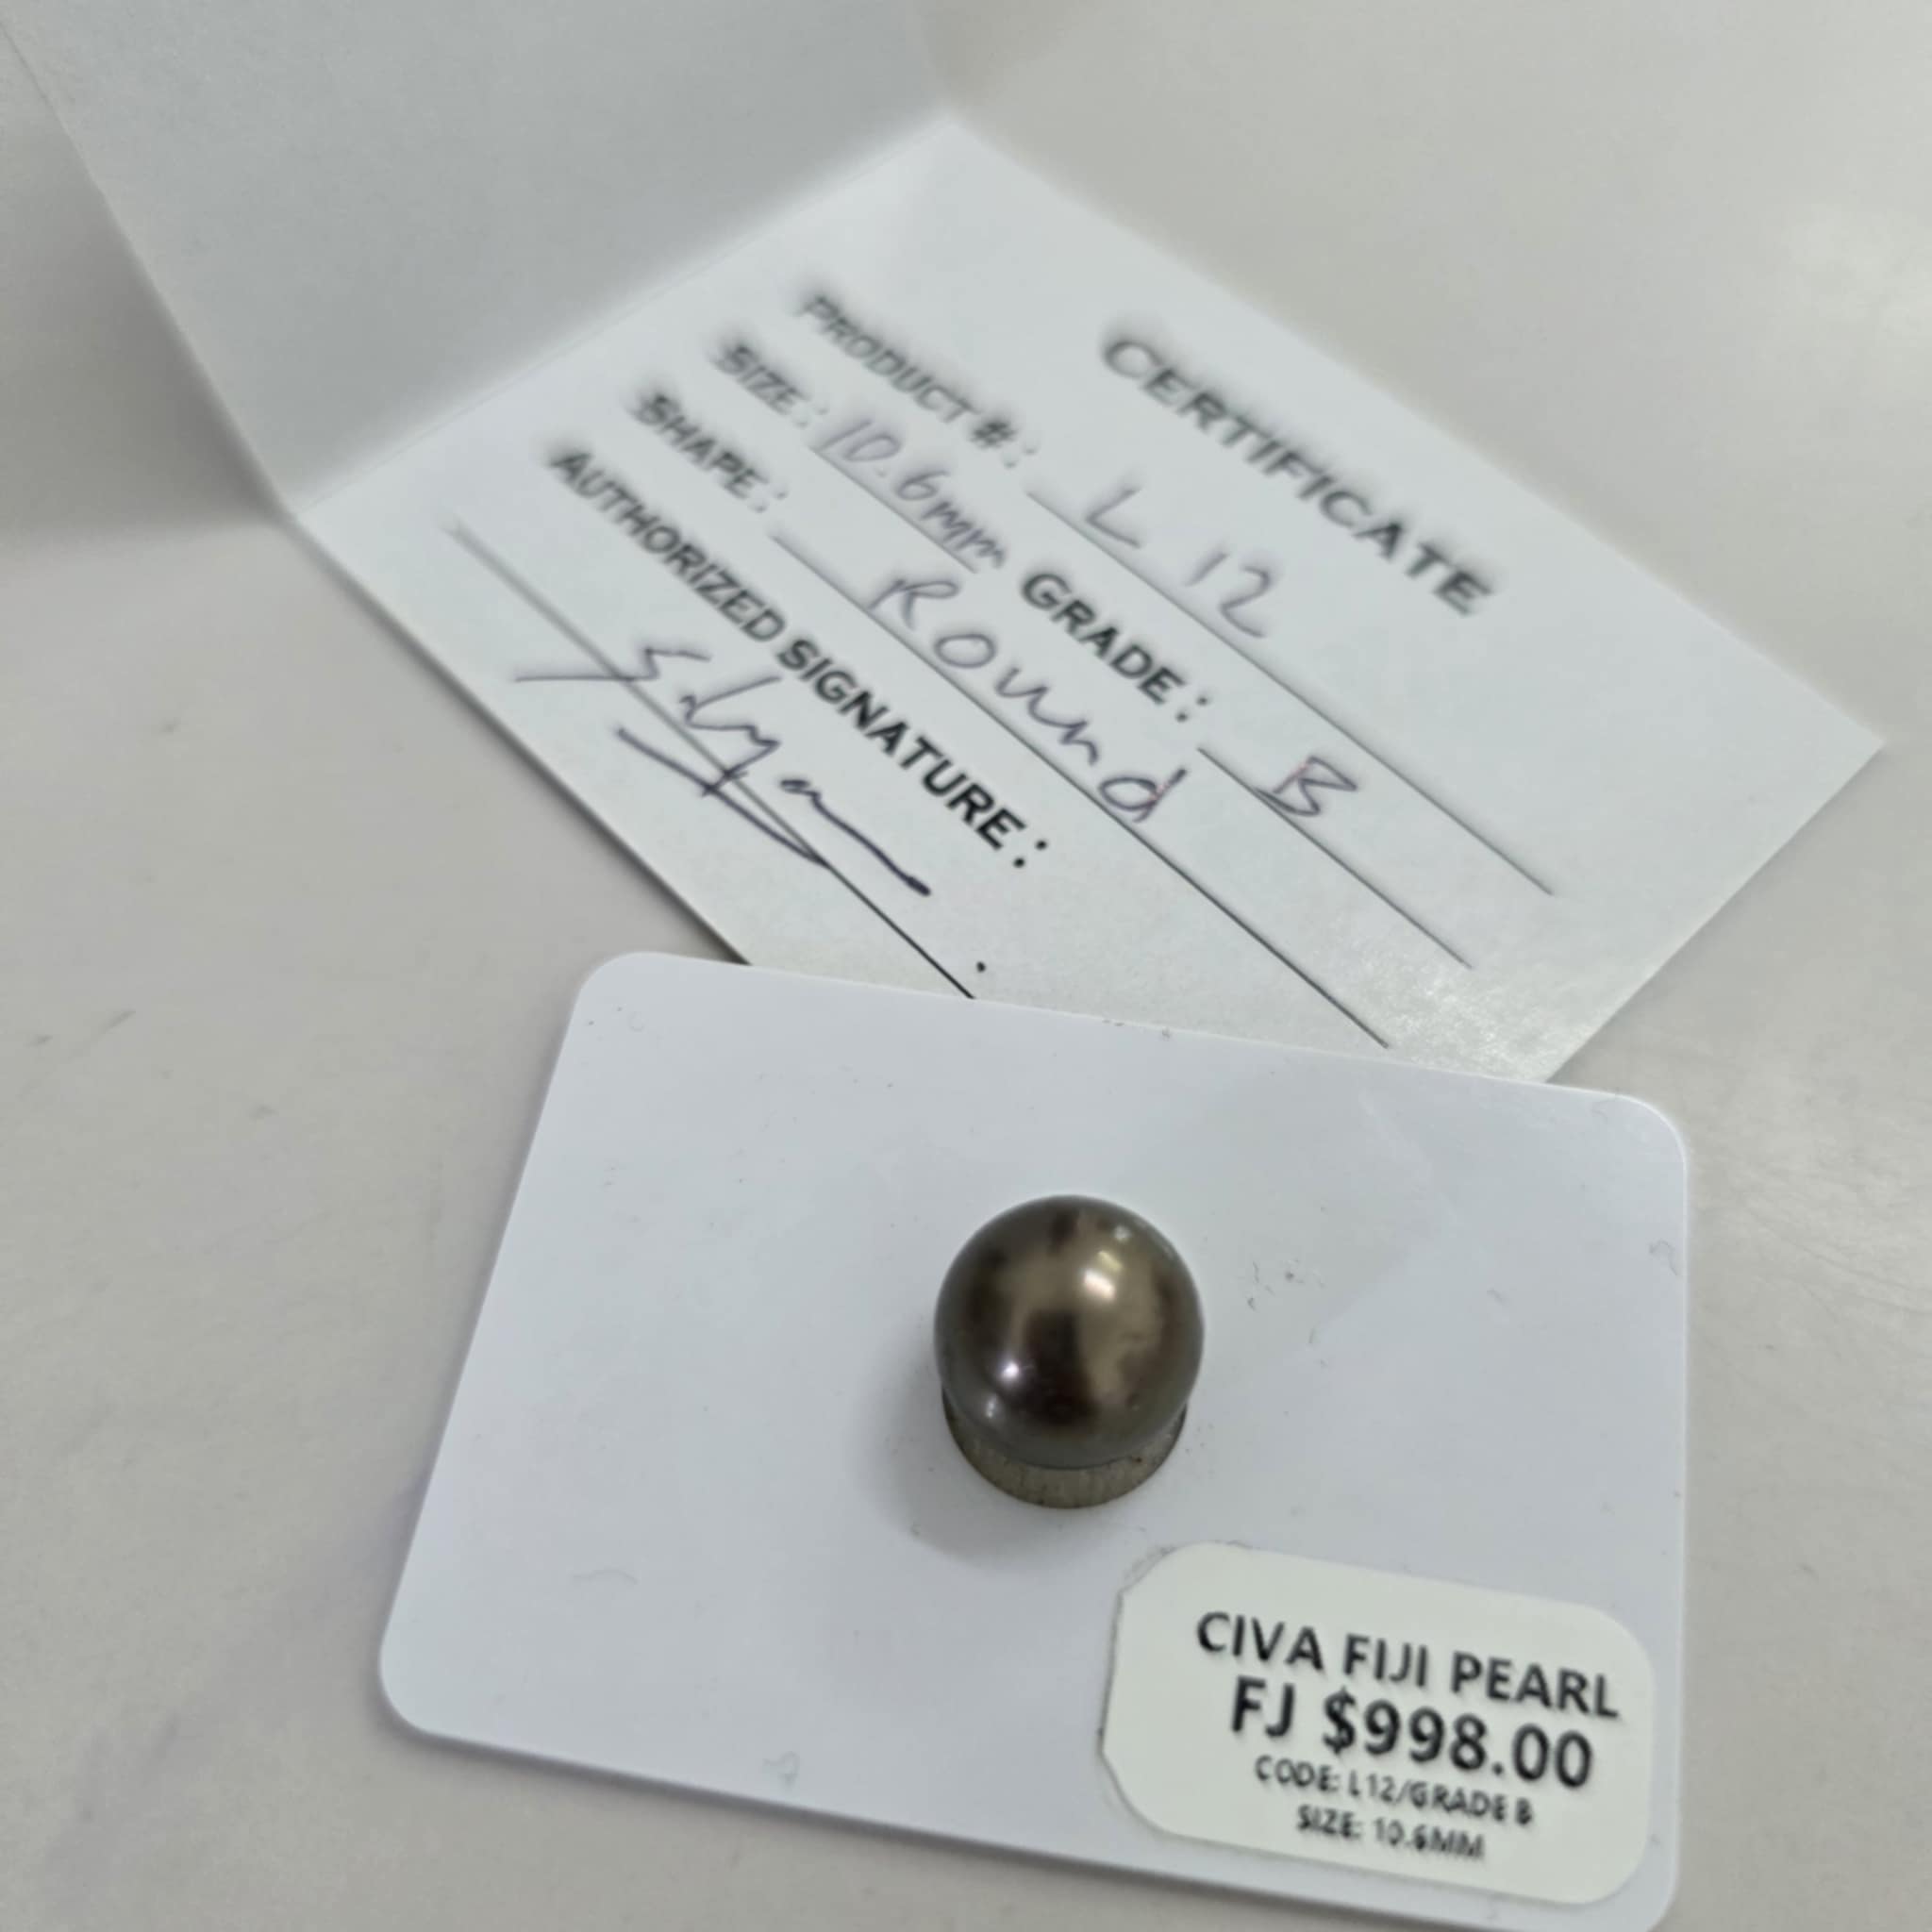 CERTIFICATE
PRODUCT #: L12
SIZE: 10.6mm GRADE: B
SHAPE: Round
AUTHORIZED SIGNATURE:
CIVA FIJI PEARL
FJ $998.00
CODE: L12/GRADE B
SIZE: 10.6MM